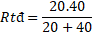 Rtđ = 20.40 / 20 + 40